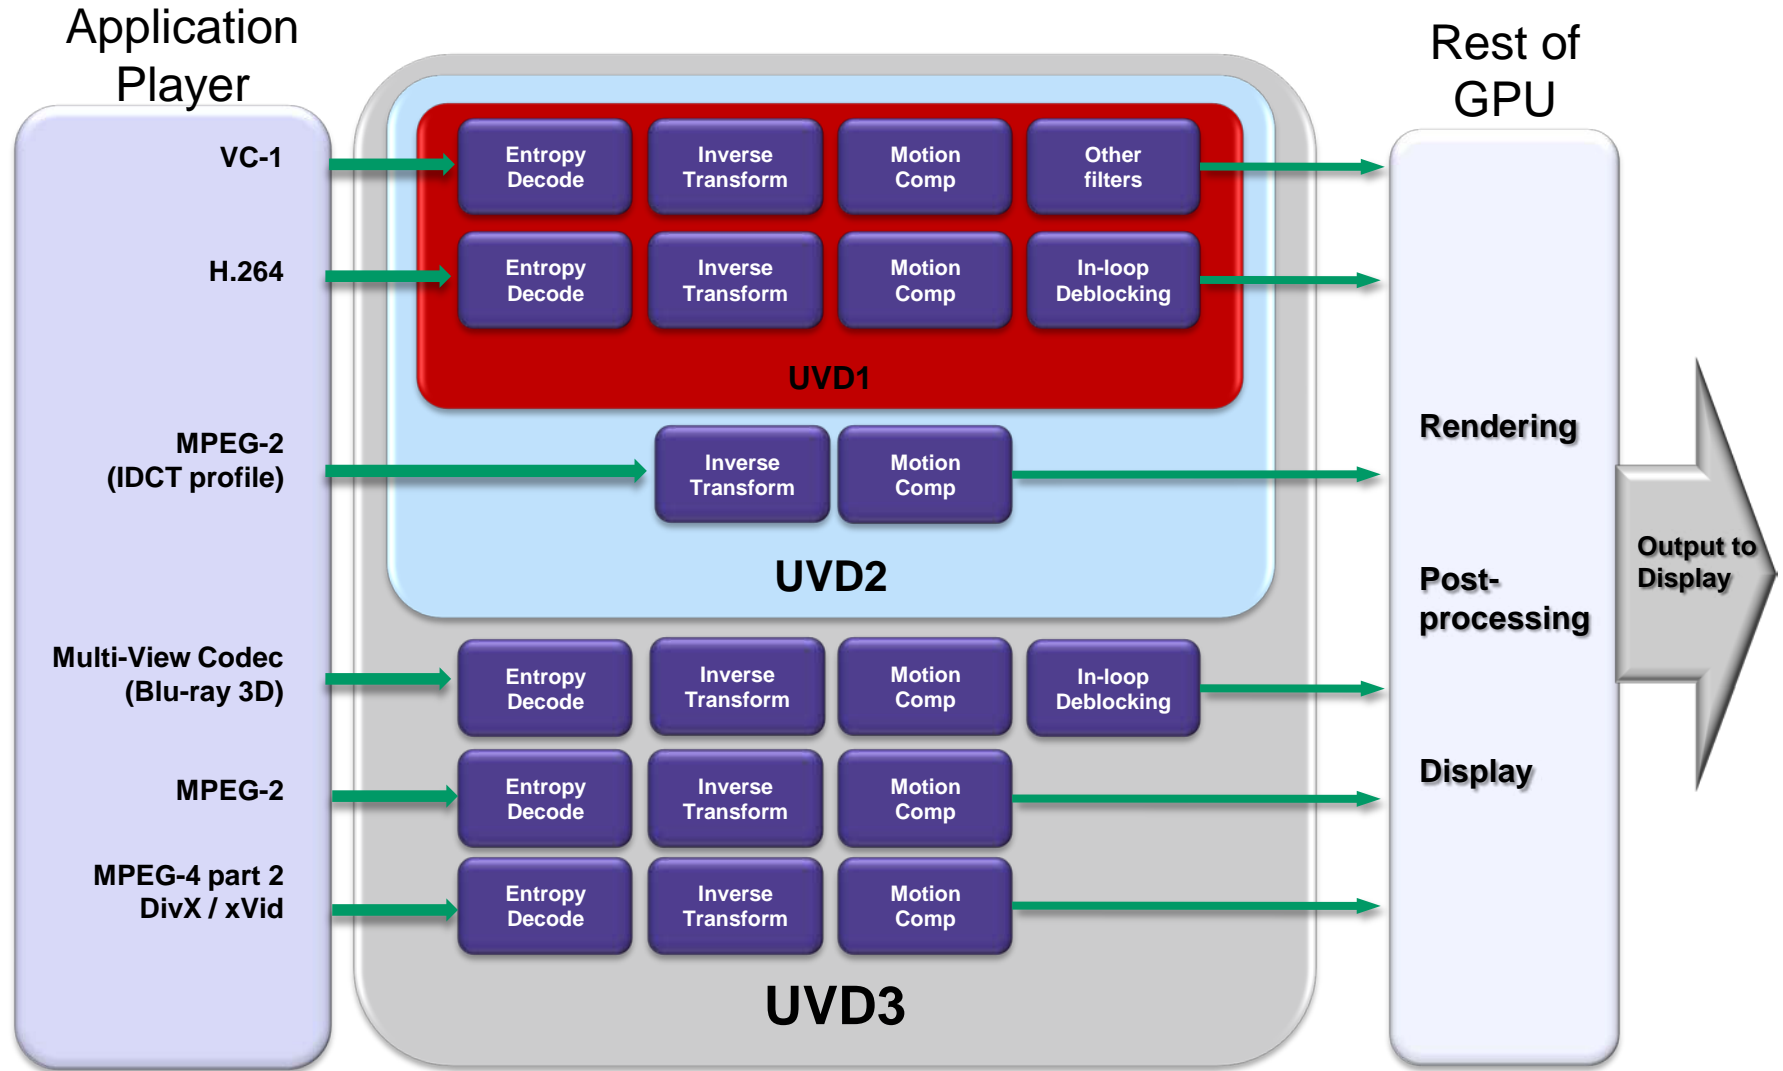 Application
Player
Rest of
GPU
VC-1
Entropy
Decode
Inverse
Transform
Motion
Comp
Other
filters
H.264
Entropy
Decode
Inverse
Transform
Motion
Comp
In-loop
Deblocking
UVD1
MPEG-2
(IDCT profile)
Inverse
Transform
Motion
Comp
UVD2
Multi-View Codec
(Blu-ray 3D)
Entropy
Decode
Inverse
Transform
Motion
Comp
In-loop
Deblocking
MPEG-2
Entropy
Decode
Inverse
Transform
Motion
Comp
MPEG-4 part 2
DivX / xVid
Entropy
Decode
Inverse
Transform
Motion
Comp
UVD3
Rendering
Post-
processing
Display
Output to
Display